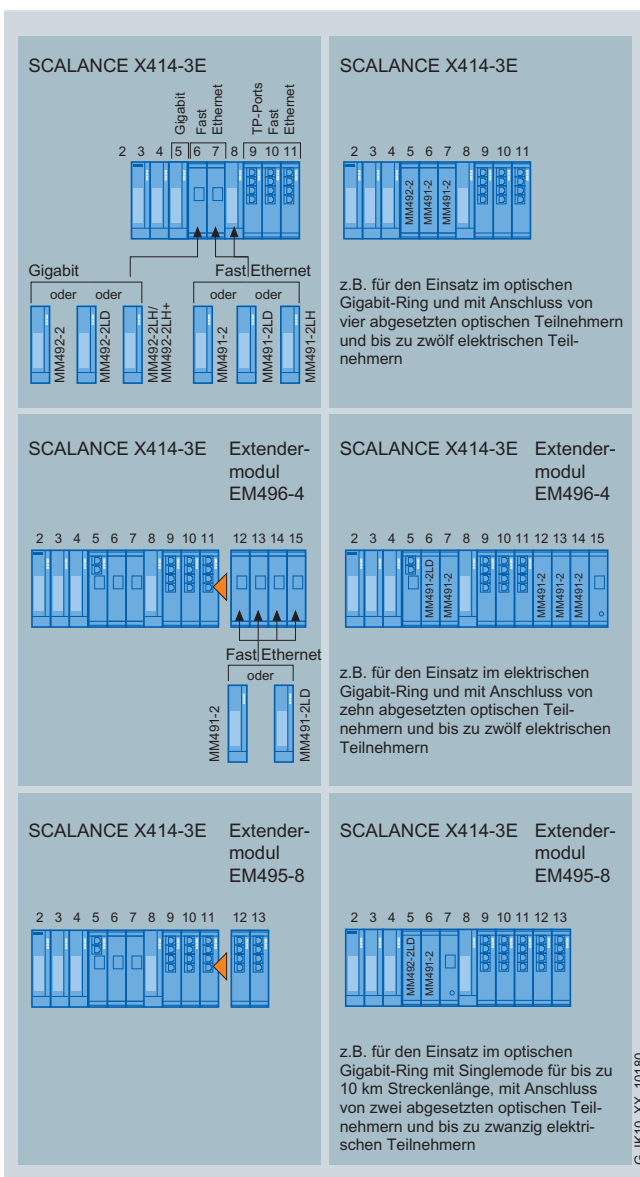 SCALANCE X414-3E
Gigabit
Fast
Ethernet
TP-Ports
Fast
Ethernet
2 3 4 5 6 7 8 9 10 11
Gigabit
Fast Ethernet
oder oder
oder oder
MM492-2
MM492-2LD
MM492-2LH/
MM492-2LH+
MM491-2
MM491-2LD
MM491-2LH
SCALANCE X414-3E
2 3 4 5 6 7 8 9 10 11
MM492-2
MM491-2
MM491-2
z.B. für den Einsatz im optischen
Gigabit-Ring und mit Anschluss von
vier abgesetzten optischen Teilnehmern
und bis zu zwölf elektrischen Teil-
nehmern
SCALANCE X414-3E
Extender-
modul
EM496-4
2 3 4 5 6 7 8 9 10 11 12 13 14 15
Fast Ethernet
oder
MM491-2
MM491-2LD
SCALANCE X414-3E
Extender-
modul
EM496-4
2 3 4 5 6 7 8 9 10 11 12 13 14 15
MM491-2LD
MM491-2
MM491-2
MM491-2
MM491-2
z.B. für den Einsatz im elektrischen
Gigabit-Ring und mit Anschluss von
zehn abgesetzten optischen Teil-
nehmern und bis zu zwölf elektrischen
Teilnehmern
SCALANCE X414-3E
Extender-
modul
EM495-8
2 3 4 5 6 7 8 9 10 11 12 13
SCALANCE X414-3E
Extender-
modul
EM495-8
2 3 4 5 6 7 8 9 10 11 12 13
MM492-2LD
MM491-2
z.B. für den Einsatz im optischen
Gigabit-Ring mit Singlemode für bis zu
10 km Streckenlänge, mit Anschluss
von zwei abgesetzten optischen Teil-
nehmern und bis zu zwanzig elektri-
schen Teilnehmern
G_IK10_XX_10180